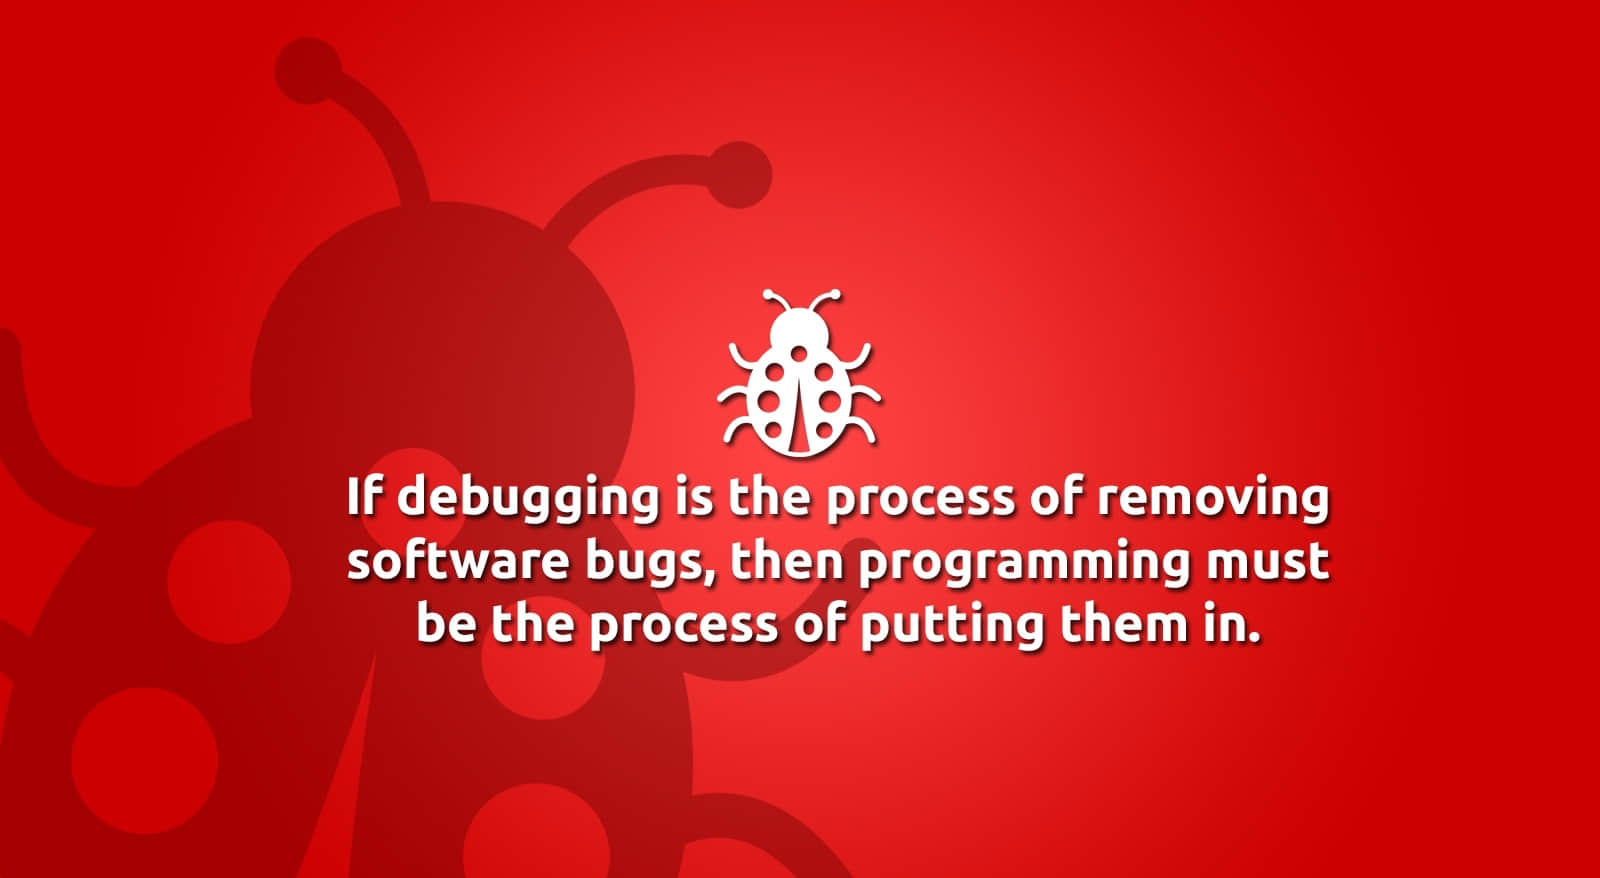 If debugging is the process of removing
software bugs, then programming must
be the process of putting them in.